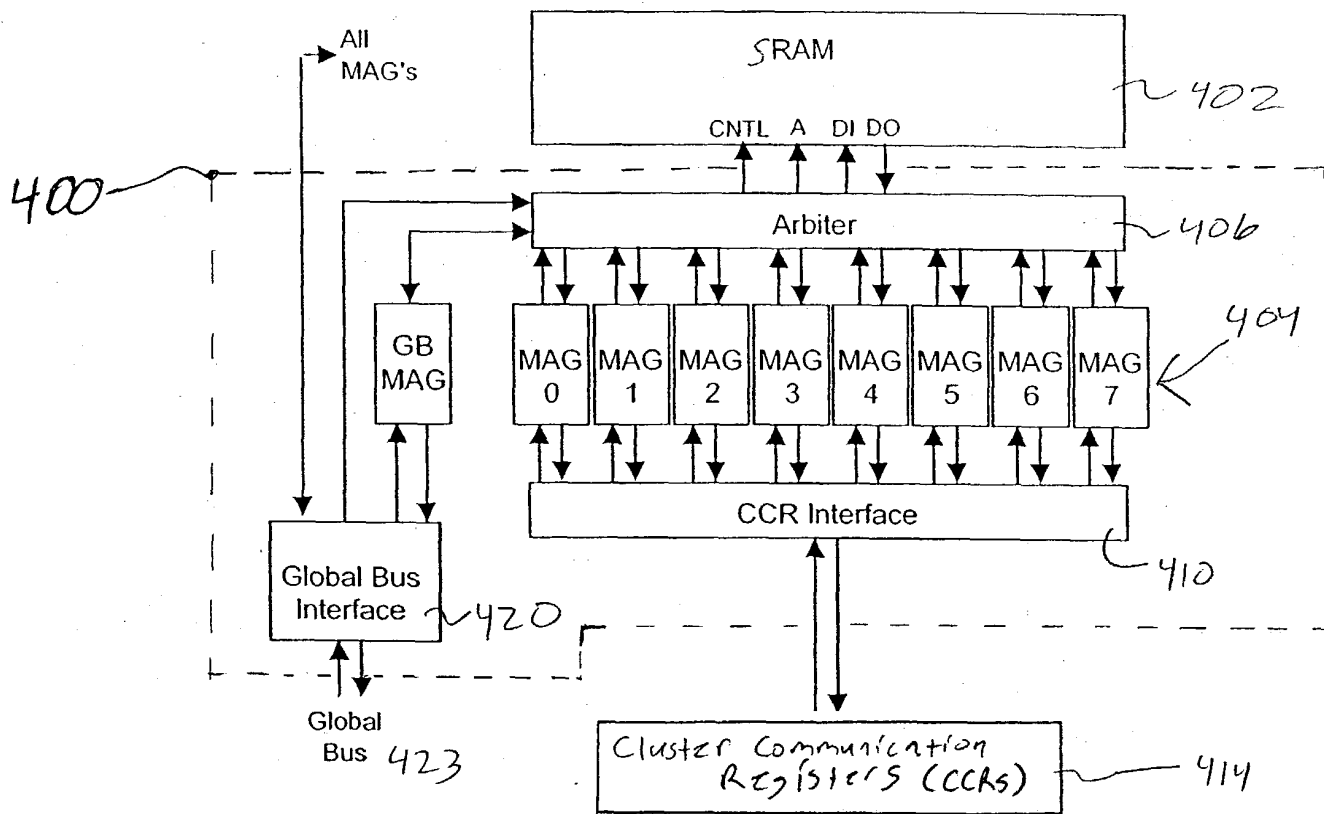 All
MAG's
SRAM
402
CNTL A DI DO
400
Arbiter
406
GB
MAG
MAG
0
MAG
1
MAG
2
MAG
3
MAG
4
MAG
5
MAG
6
MAG
7
404
CCR Interface
410
Global Bus
Interface
420
Global
Bus 423
Cluster Communication
Registers (CCRs)
414